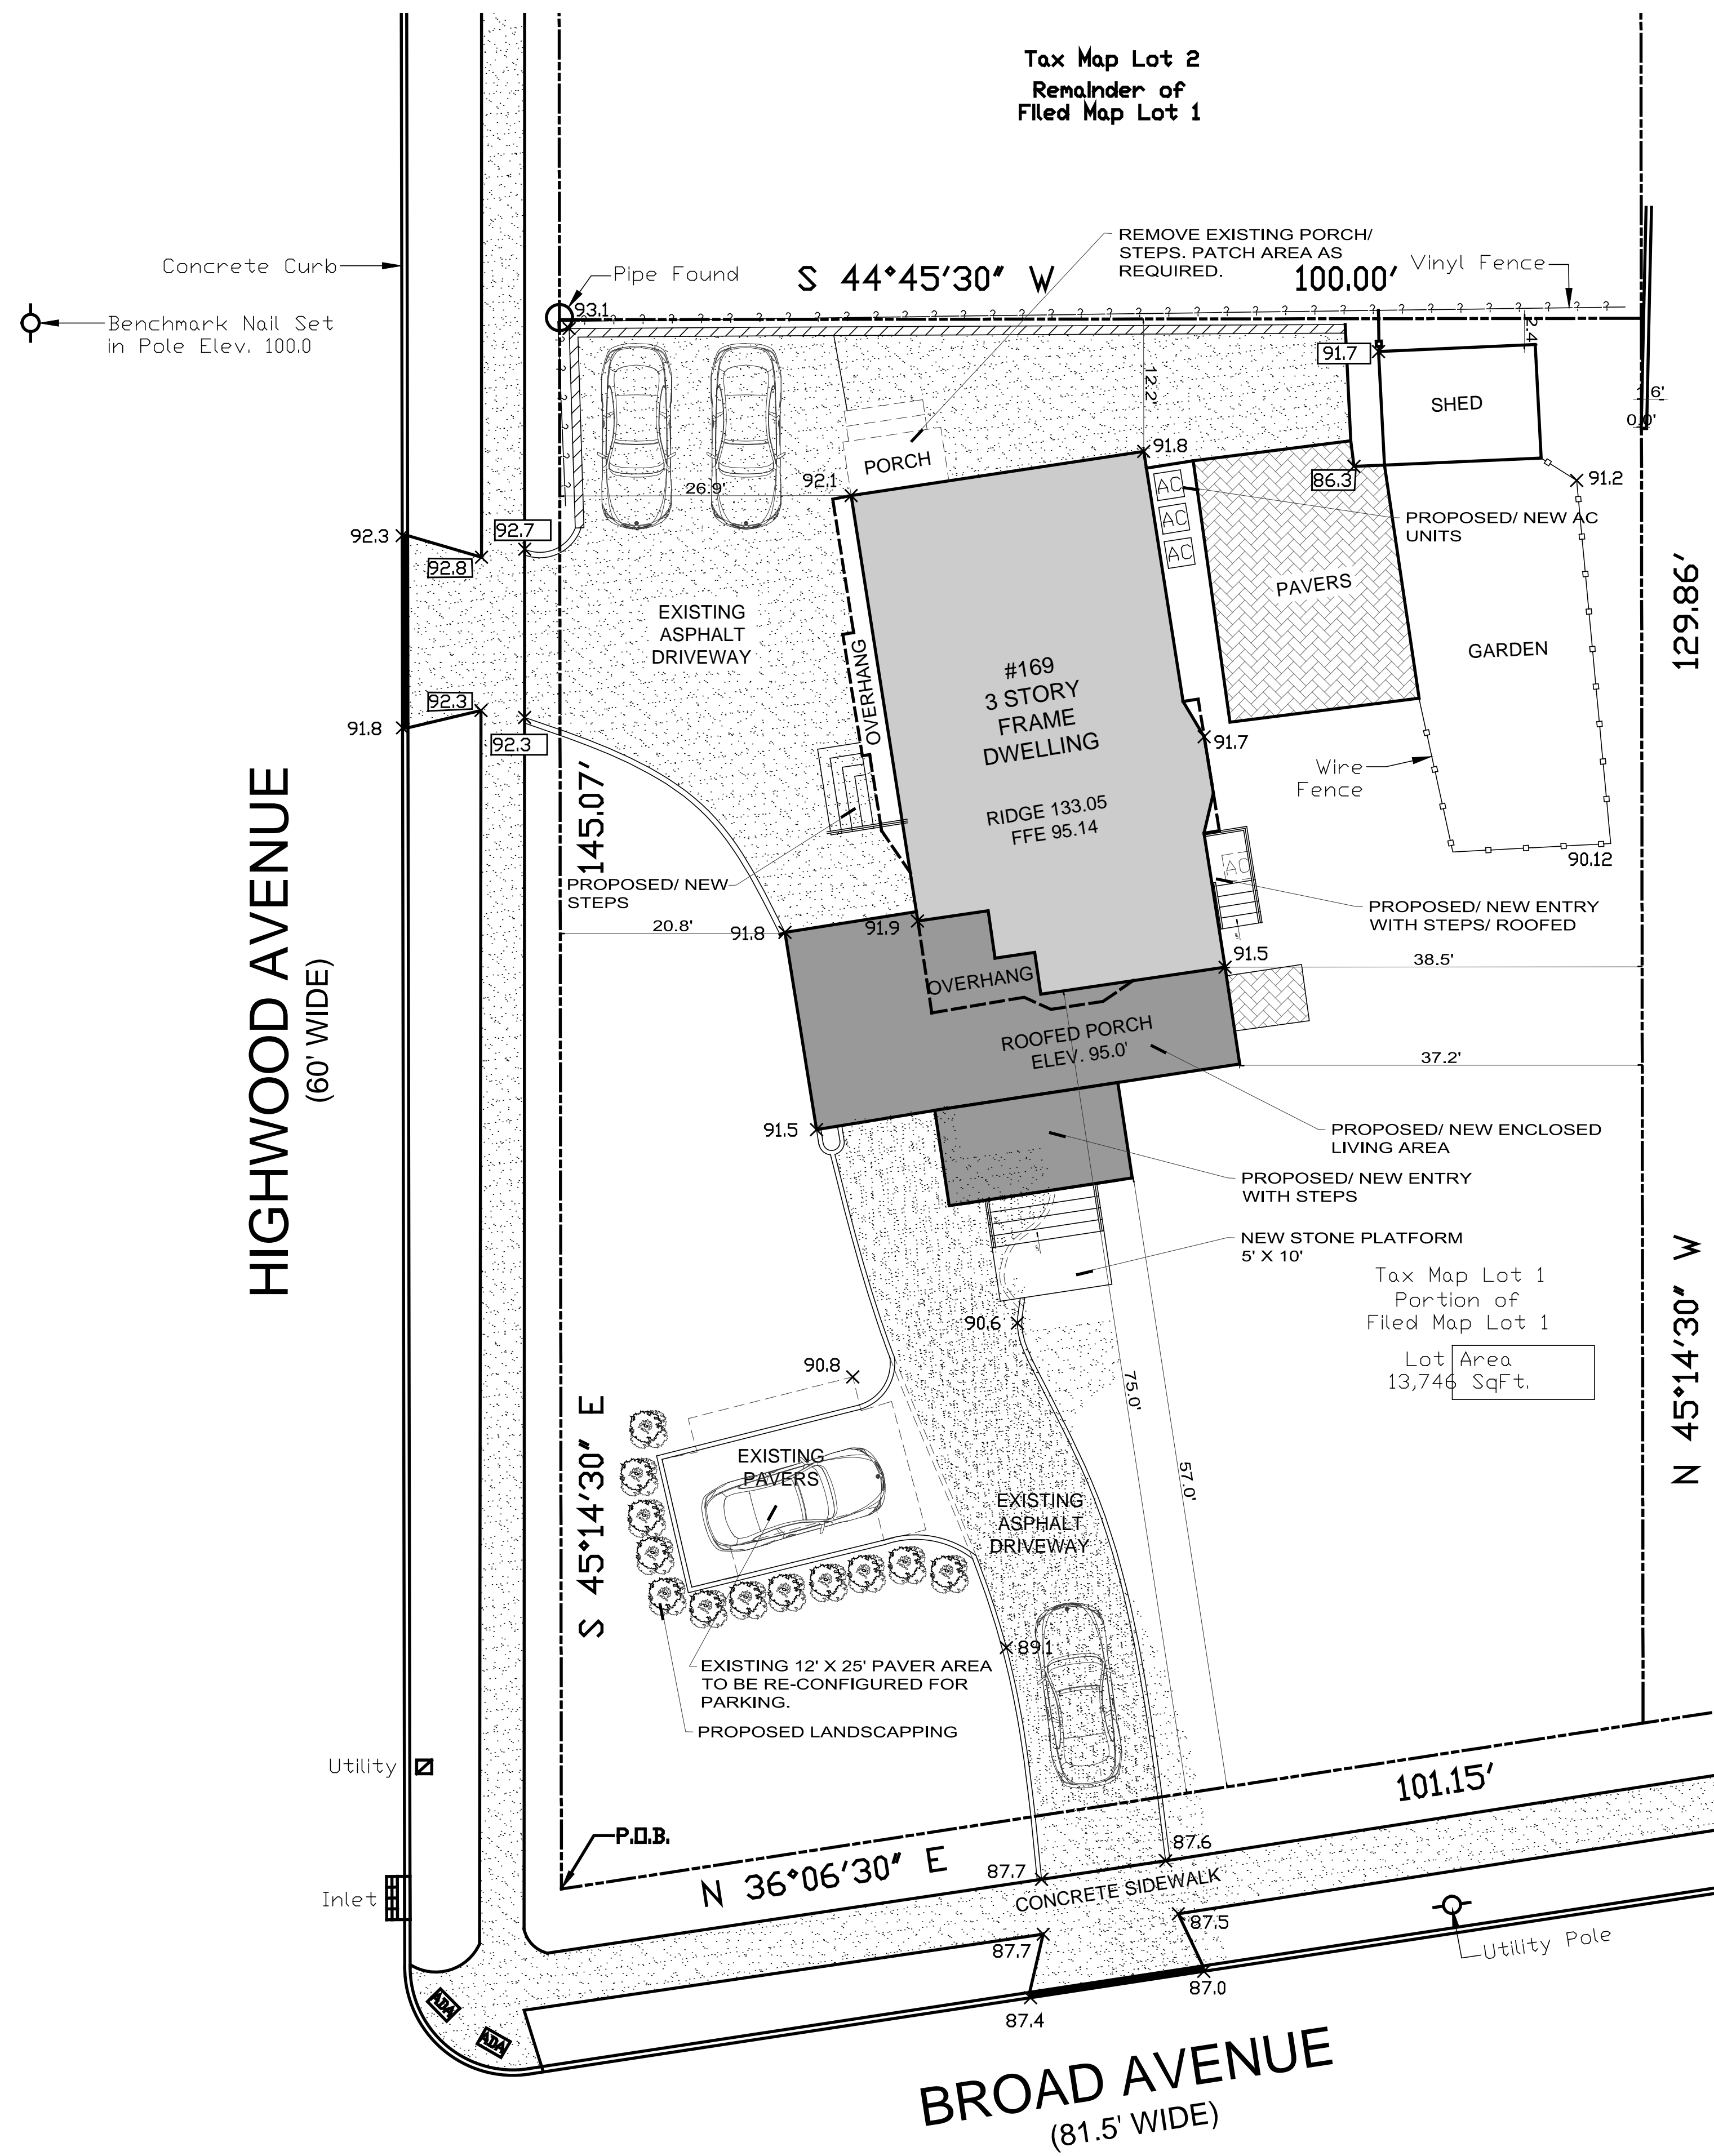 Tax Map Lot 2
Remainder of
Filed Map Lot 1
REMOVE EXISTING PORCH/
STEPS. PATCH AREA AS
REQUIRED.
Concrete Curb
Pipe Found
S 44°45'30" W
100.00'
Vinyl Fence
Benchmark Nail Set
in Pole Elev. 100.0
93.1
91.7
2.4
12.2'
SHED
0.0'
PORCH
91.8
92.1
26.9'
86.3
91.2
AC
AC
AC
PROPOSED/ NEW AC
UNITS
92.3
92.7
92.8
PAVERS
129.86'
EXISTING
ASPHALT
DRIVEWAY
OVERHANG
GARDEN
#169
3 STORY
FRAME
DWELLING
RIDGE 133.05
FFE 95.14
92.3
91.8
92.3
91.7
Wire
Fence
HIGHWOOD AVENUE
(60' WIDE)
145.07'
90.12
AC
PROPOSED/ NEW
STEPS
PROPOSED/ NEW ENTRY
WITH STEPS/ ROOFED
20.8'
91.8
91.9
91.5
38.5'
OVERHANG
ROOFED PORCH
ELEV. 95.0'
37.2'
91.5
PROPOSED/ NEW ENCLOSED
LIVING AREA
PROPOSED/ NEW ENTRY
WITH STEPS
NEW STONE PLATFORM
5' X 10'
Tax Map Lot 1
Portion of
Filed Map Lot 1
Lot Area
13,746 SqFt.
N 45°14'30" W
90.6
90.8
75.0'
57.0'
S 45°14'30" E
EXISTING
PAVERS
EXISTING
ASPHALT
DRIVEWAY
89.1
EXISTING 12' X 25' PAVER AREA
TO BE RE-CONFIGURED FOR
PARKING.
PROPOSED LANDSCAPPING
Utility
101.15'
P.O.B.
N 36°06'30" E
87.7
87.6
CONCRETE SIDEWALK
Inlet
87.7
87.5
Utility Pole
87.0
87.4
ADA
ADA
BROAD AVENUE
(81.5' WIDE)